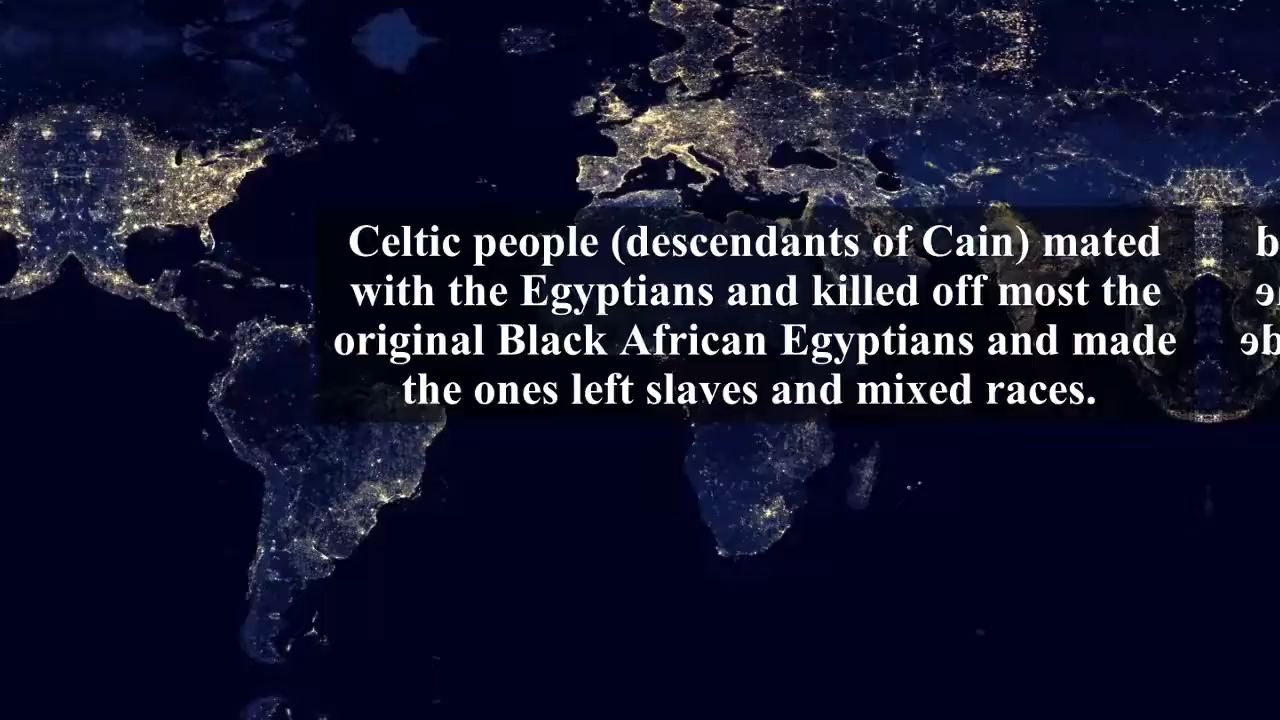 Celtic people (descendants of Cain) mated
with the Egyptians and killed off most the
original Black African Egyptians and made
the ones left slaves and mixed races.